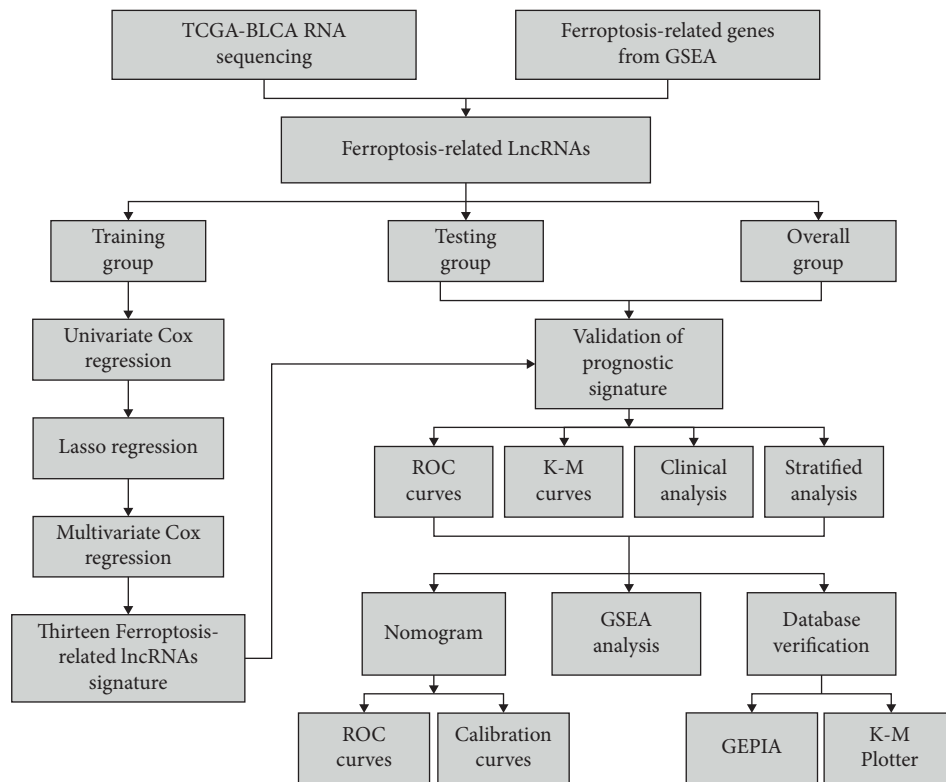 TCGA-BLCA RNA
sequencing
Ferroptosis-related genes
from GSEA
Ferroptosis-related LncRNAs
Training
group
Testing
group
Overall
group
Univariate Cox
regression
Validation of
prognostic
signature
Lasso regression
ROC
curves
K-M
curves
Clinical
analysis
Stratified
analysis
Multivariate Cox
regression
Thirteen Ferroptosis-
related lncRNAs
signature
Nomogram
GSEA
analysis
Database
verification
ROC
curves
Calibration
curves
GEPIA
K-M
Plotter